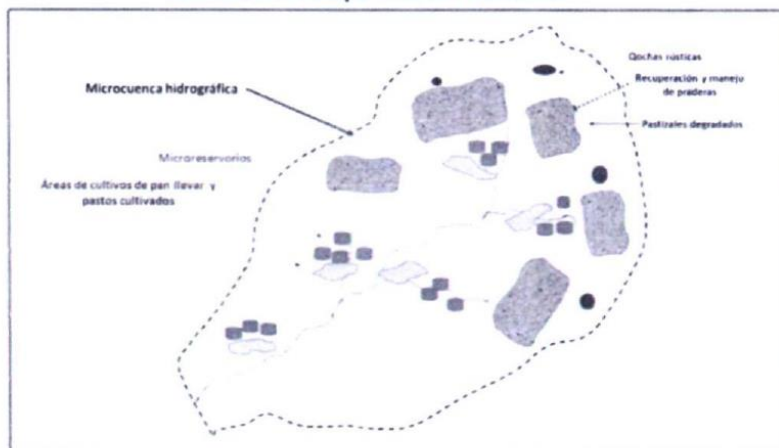 Qochas rústicas
Recuperación y manejo
de praderas
Microcuenca hidrográfica
Pastizales degradados
Microreservorios
Áreas de cultivos de pan llevar y
pastos cultivados